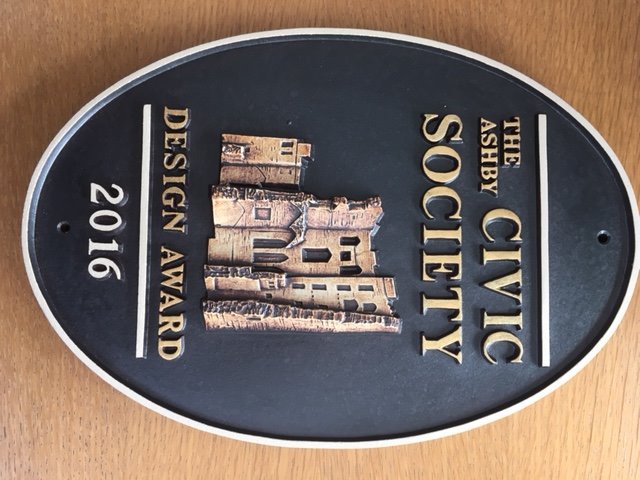 THE ASHBY CIVIC
SOCIETY
DESIGN AWARD
2016